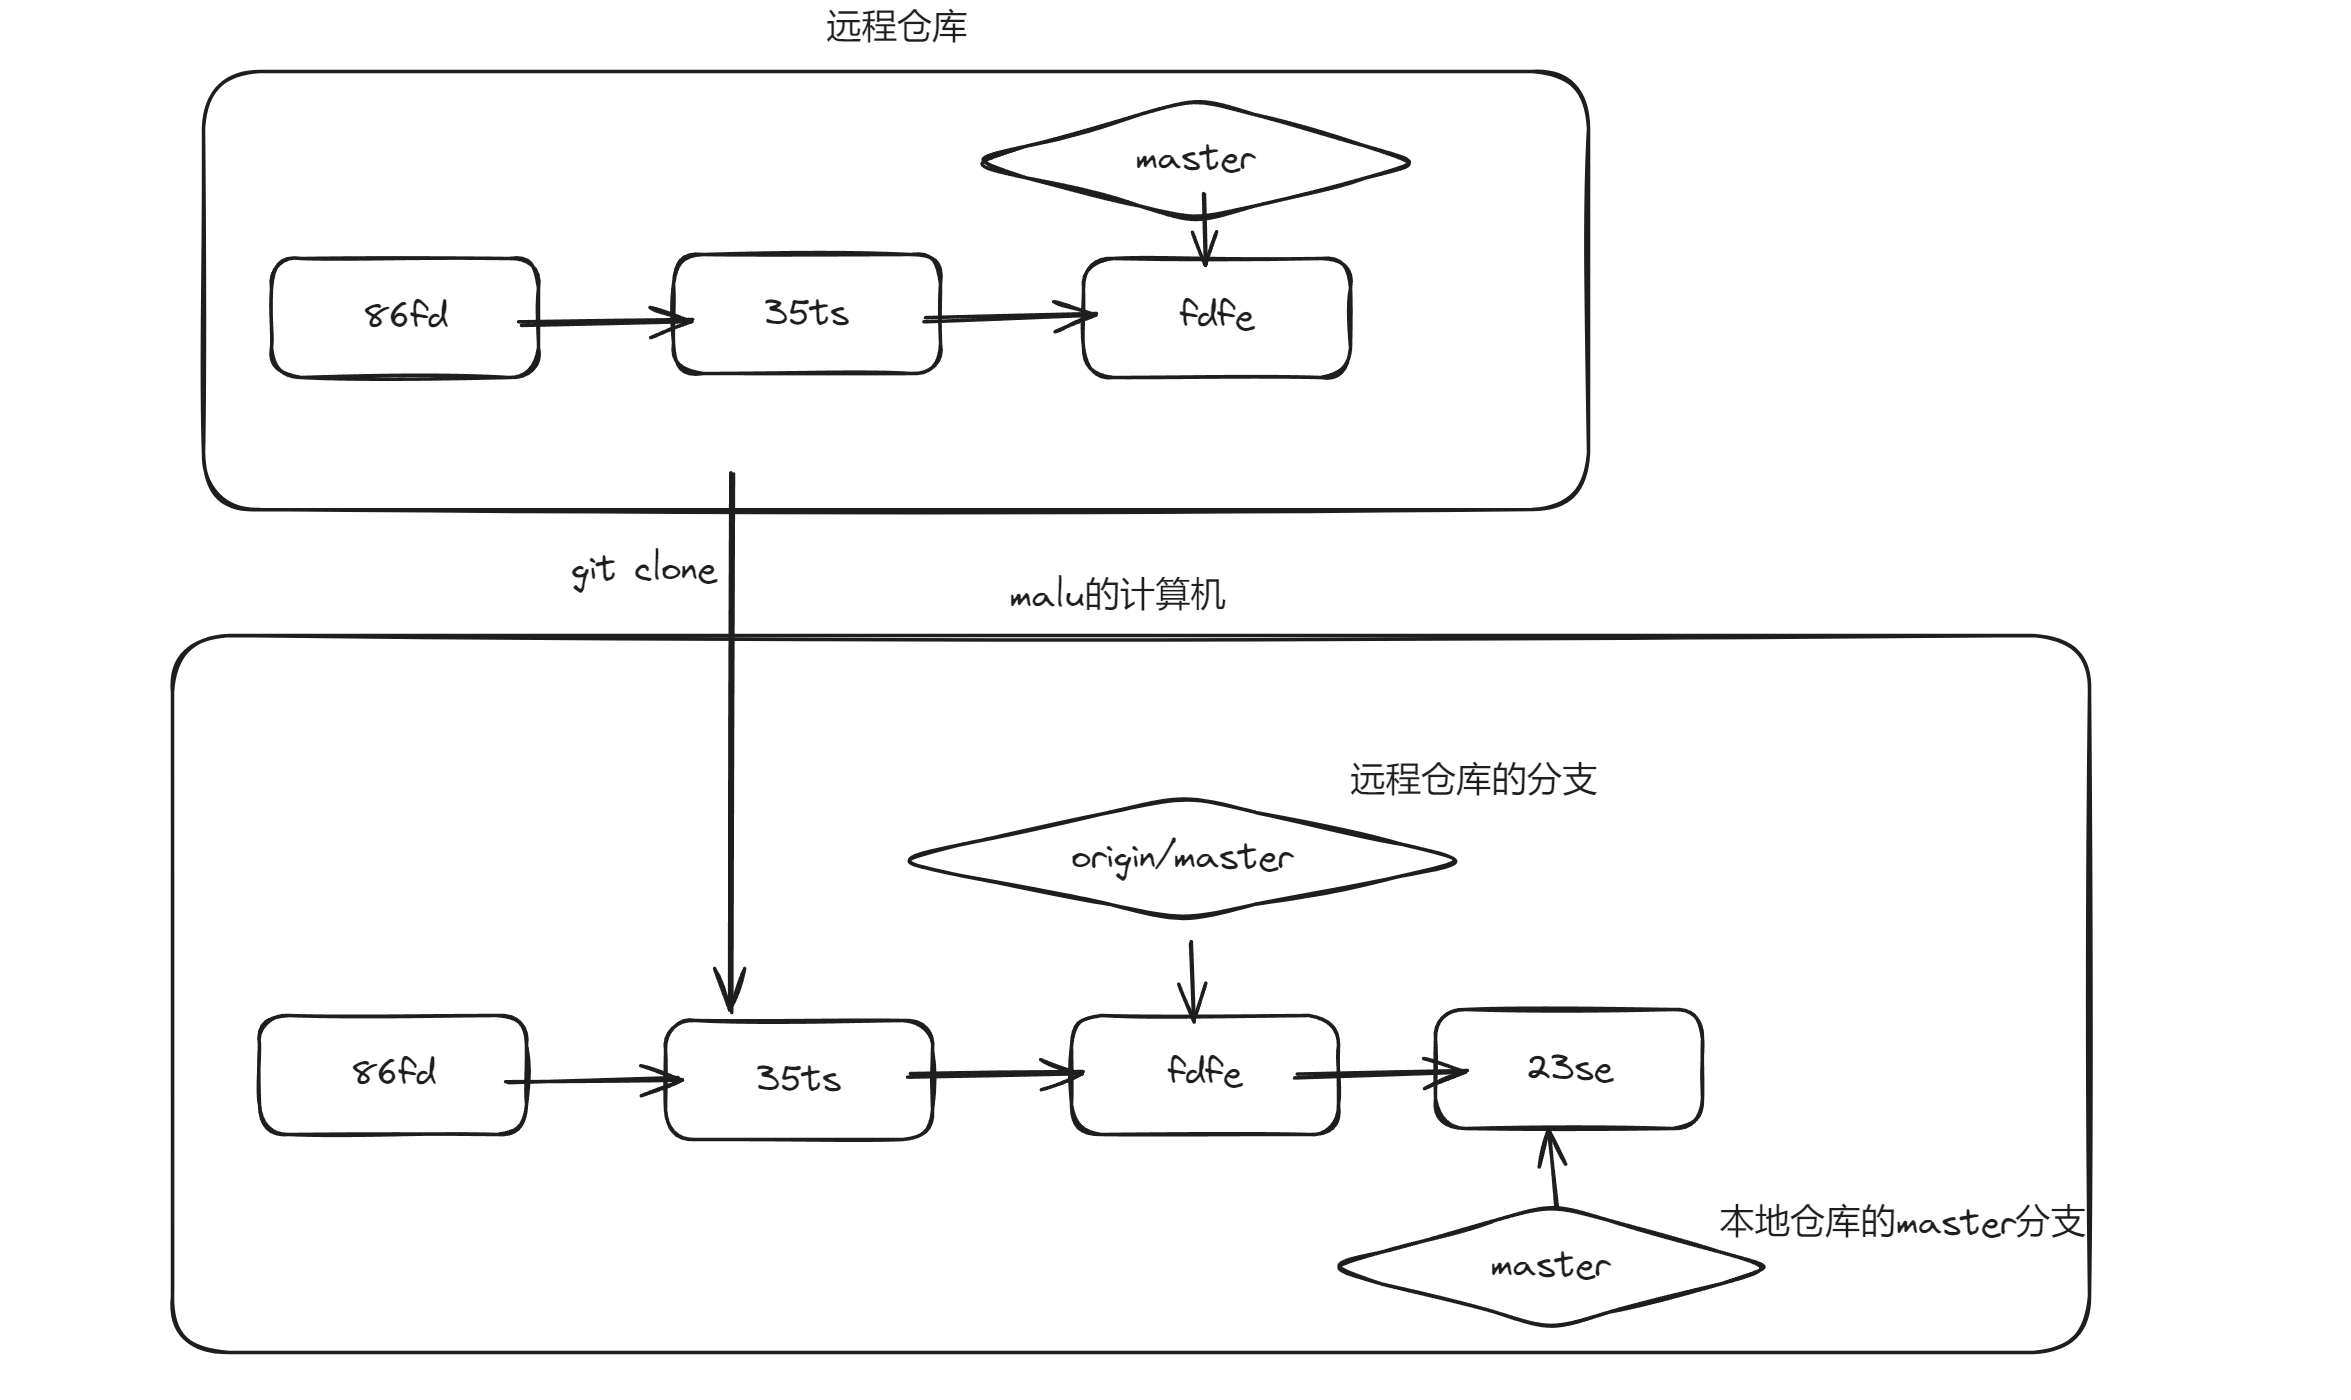 远程仓库
master
86fd
35ts
fdfe
git clone
malu的计算机
远程仓库的分支
origin/master
86fd
35ts
fdfe
23se
本地仓库的master分支
master